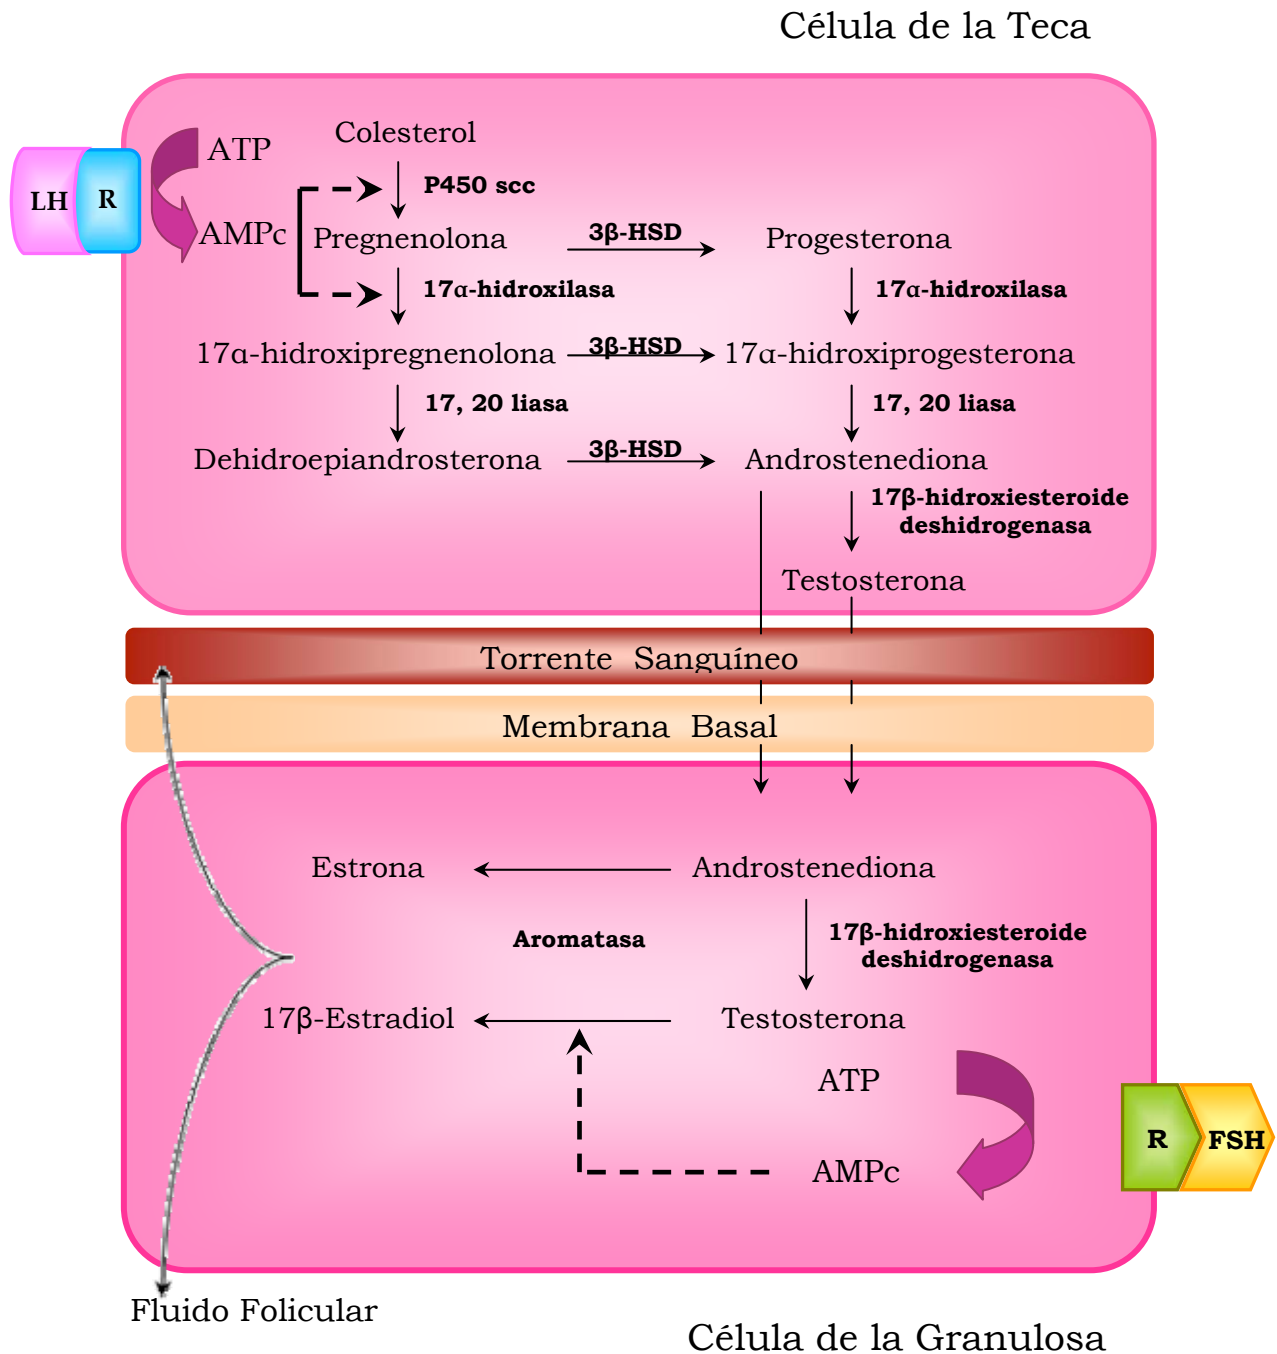 Célula de la Teca
Colesterol
ATP
P450 scc
LH
R
AMPc
Pregnenolona
3β-HSD
Progesterona
17α-hidroxilasa
17α-hidroxilasa
17α-hidroxipregnenolona
3β-HSD
17α-hidroxiprogesterona
17, 20 liasa
17, 20 liasa
Dehidroepiandrosterona
3β-HSD
Androstenediona
17β-hidroxiesteroide
deshidrogenasa
Testosterona
Torrente Sanguíneo
Membrana Basal
Estrona
Androstenediona
Aromatasa
17β-hidroxiesteroide
deshidrogenasa
17β-Estradiol
Testosterona
ATP
R
FSH
AMPc
Fluido Folicular
Célula de la Granulosa